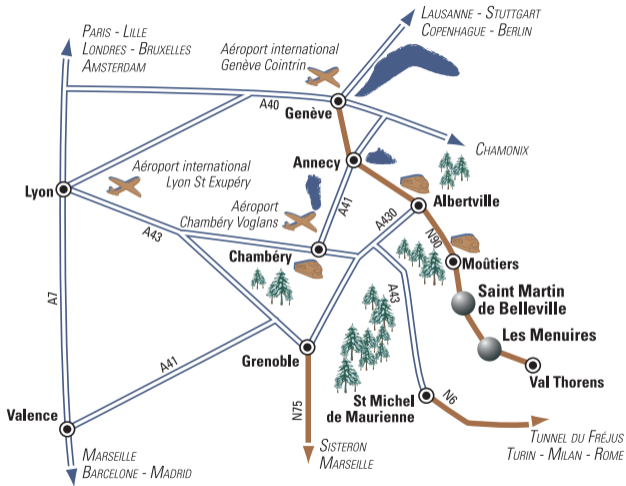 LAUSANNE - STUTTGART
COPENHAGUE - BERLIN
PARIS - LILLE
LONDRES - BRUXELLES
AMSTERDAM
Aéroport international
Genève Cointrin
A40
Genève
CHAMONIX
Annecy
Aéroport international
Lyon St Exupéry
Lyon
Aéroport
Chambéry Voglans
A41
Albertville
A430
N90
A43
Chambéry
Moûtiers
A7
A43
Saint Martin
de Belleville
Les Menuires
A41
Grenoble
Val Thorens
St Michel
de Maurienne
N6
N75
Valence
TUNNEL DU FRÉJUS
TURIN - MILAN - ROME
SISTERON
MARSEILLE
MARSEILLE
BARCELONE - MADRID